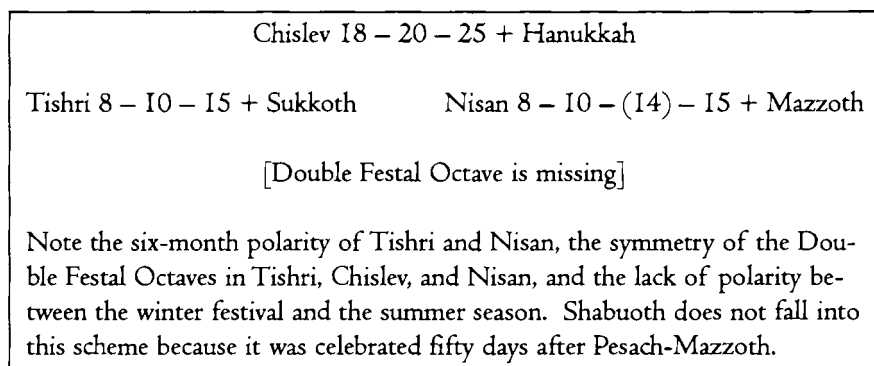 Chislev 18 – 20 – 25 + Hanukkah
Tishri 8 – 10 – 15 + Sukkoth Nisan 8 – 10 – (14) – 15 + Mazzoth
[Double Festal Octave is missing]
Note the six-month polarity of Tishri and Nisan, the symmetry of the Dou-
ble Festal Octaves in Tishri, Chislev, and Nisan, and the lack of polarity be-
tween the winter festival and the summer season. Shabuoth does not fall into
this scheme because it was celebrated fifty days after Pesach-Mazzoth.